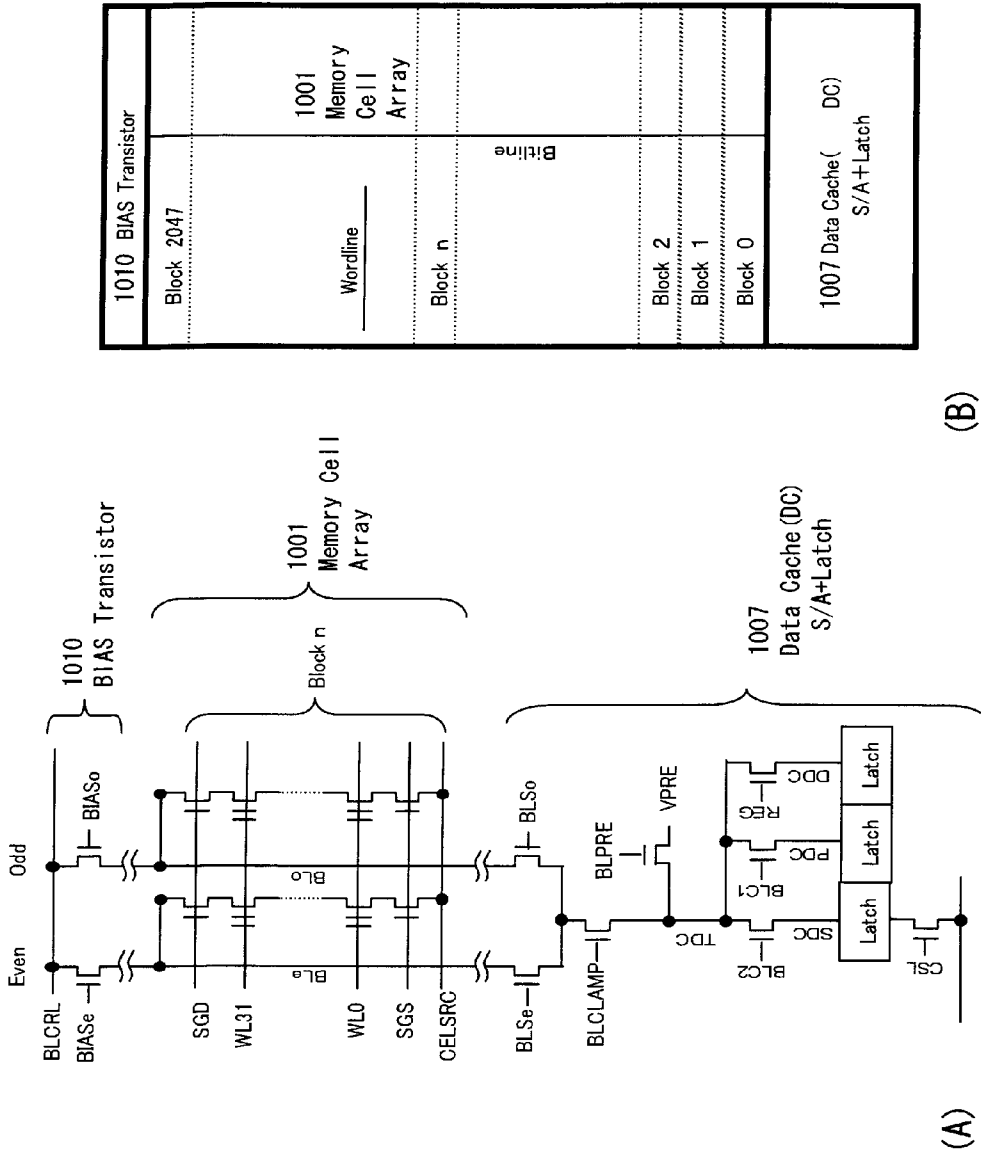 (A)
Even
Odd
BLCRL
BIASe
BIASo
1010
BIAS Transistor
SGD
WL31
WL0
SGS
CELSRC
BLe
BLo
Block n
1001
Memory Cell
Array
BLSe
BLSo
BLCLAMP
BLPRE
VPRE
TDC
BLC2
BLC1
REG
SDC
PDC
DDC
Latch
Latch
Latch
CSL
1007
Data Cache(DC)
S/A+Latch
(B)
1010 BIAS Transistor
Block 2047
Wordline
1001
Memory
Cell
Array
Block n
Bitline
Block 2
Block 1
Block 0
1007 Data Cache( DC)
S/A+Latch